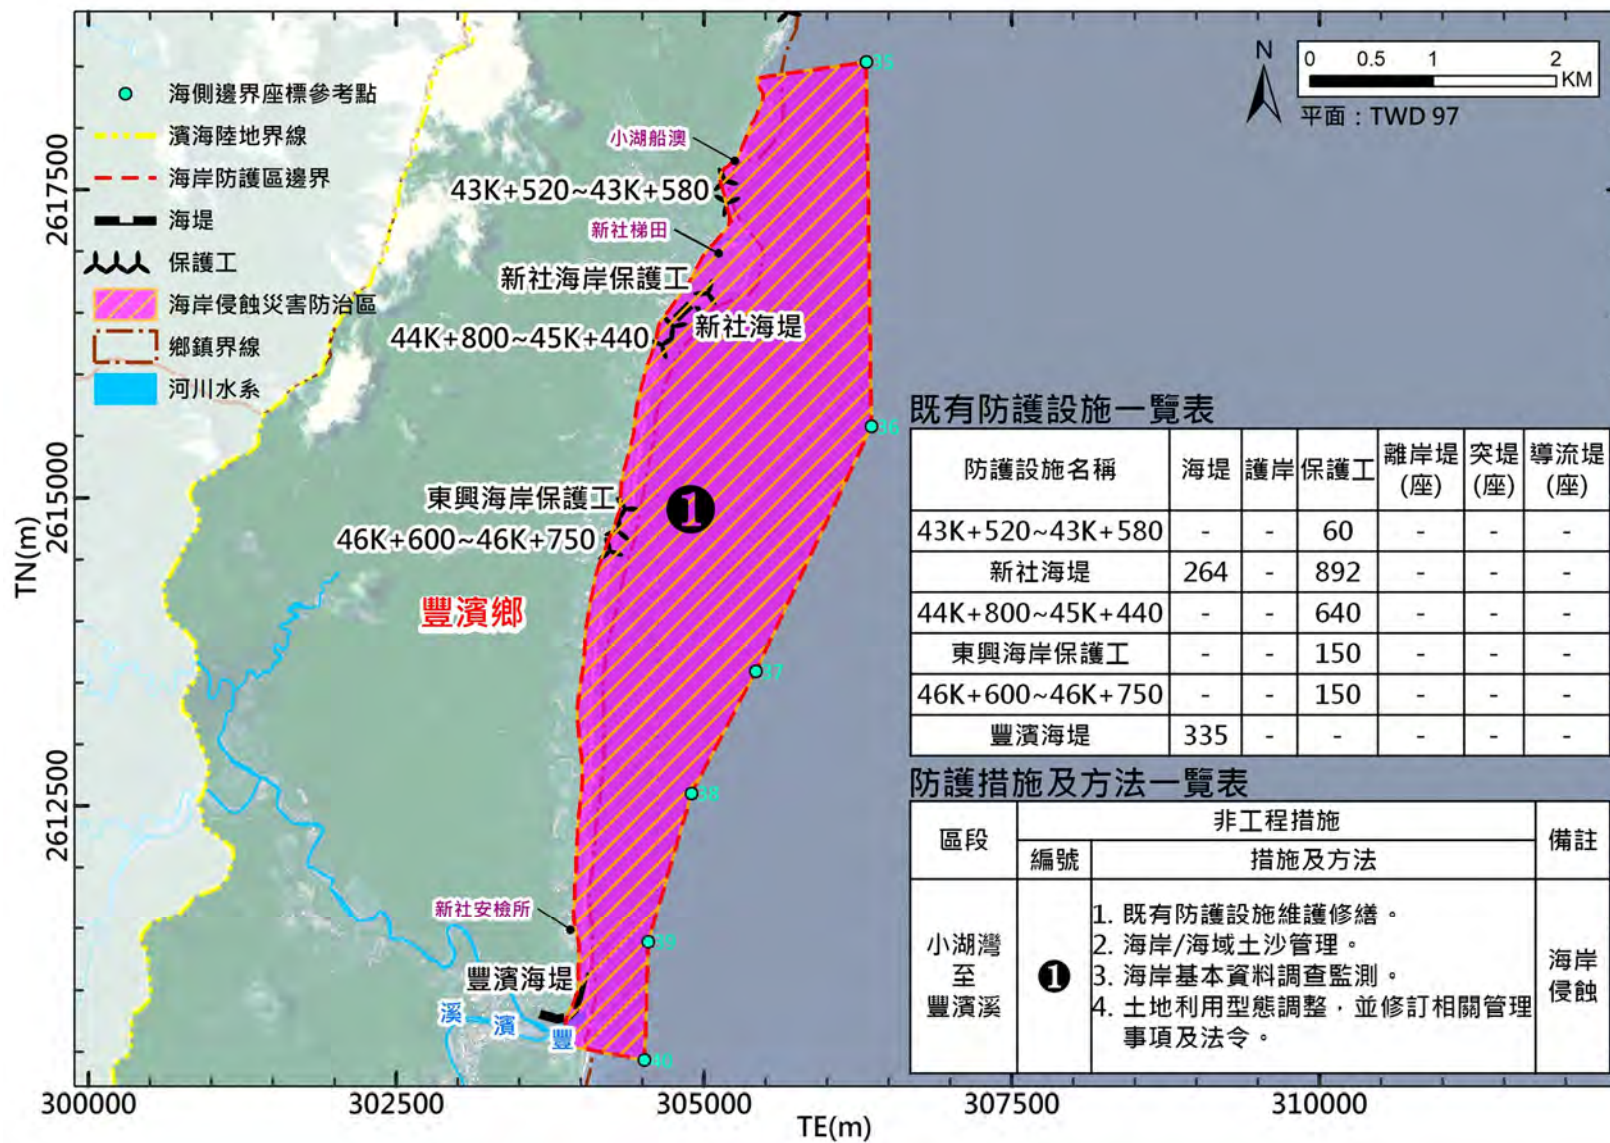 N
0 0.5 1 2
KM
平面：TWD 97
海側邊界座標參考點
濱海陸地界線
海岸防護區邊界
海堤
保護工
海岸侵蝕災害防治區
鄉鎮界線
河川水系
35
小湖船澳
43K+520~43K+580
新社梯田
新社海岸保護工
新社海堤
44K+800~45K+440
36
東興海岸保護工
1
46K+600~46K+750
豐濱鄉
37
38
新社安檢所
39
豐濱海堤
溪 濱 豐
40
既有防護設施一覽表
防護設施名稱 海堤 護岸 保護工 離岸堤(座) 突堤(座) 導流堤(座)
43K+520~43K+580 - - 60 - - -
新社海堤 264 - 892 - - -
44K+800~45K+440 - - 640 - - -
東興海岸保護工 - - 150 - - -
46K+600~46K+750 - - 150 - - -
豐濱海堤 335 - - - - -
防護措施及方法一覽表
區段 非工程措施 備註
編號 措施及方法
小湖灣
至
豐濱溪
1
1. 既有防護設施維護修繕。
2. 海岸/海域土沙管理。
3. 海岸基本資料調查監測。
4. 土地利用型態調整，並修訂相關管理
事項及法令。
海岸
侵蝕
2617500
2615000
2612500
TN(m)
300000 302500 305000 307500 310000
TE(m)